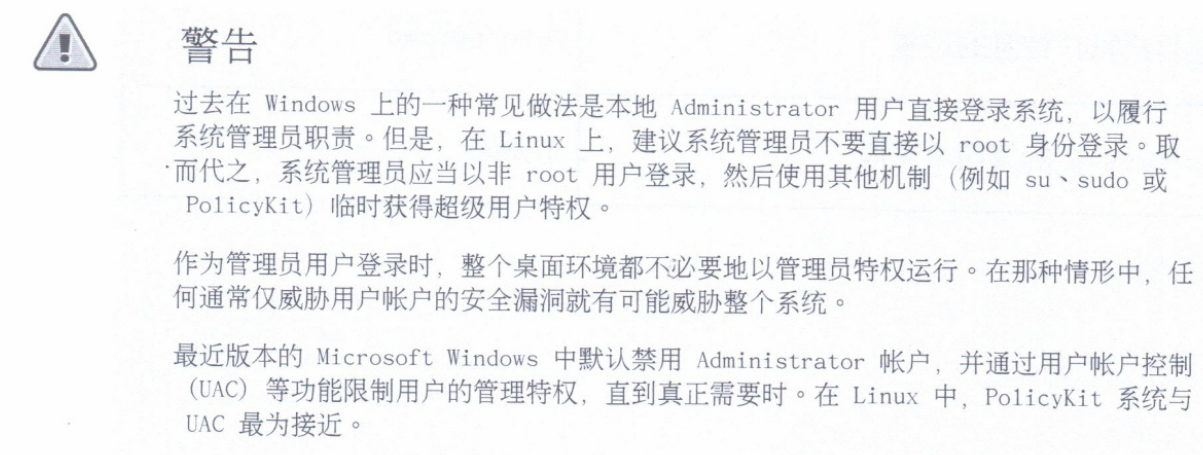 警告
过去在 Windows 上的一种常见做法是本地 Administrator 用户直接登录系统，以履行
系统管理员职责。但是，在 Linux 上，建议系统管理员不要直接以 root 身份登录。取
而代之，系统管理员应当以非 root 用户登录，然后使用其他机制（例如 su、sudo 或
PolicyKit）临时获得超级用户特权。
作为管理员用户登录时，整个桌面环境都不必要地以管理员特权运行。在那种情形中，任
何通常仅威胁用户帐户的安全漏洞就有可能威胁整个系统。
最近版本的 Microsoft Windows 中默认禁用 Administrator 帐户，并通过用户帐户控制
（UAC）等功能限制用户的管理特权，直到真正需要时。在 Linux 中，PolicyKit 系统与
UAC 最为接近。